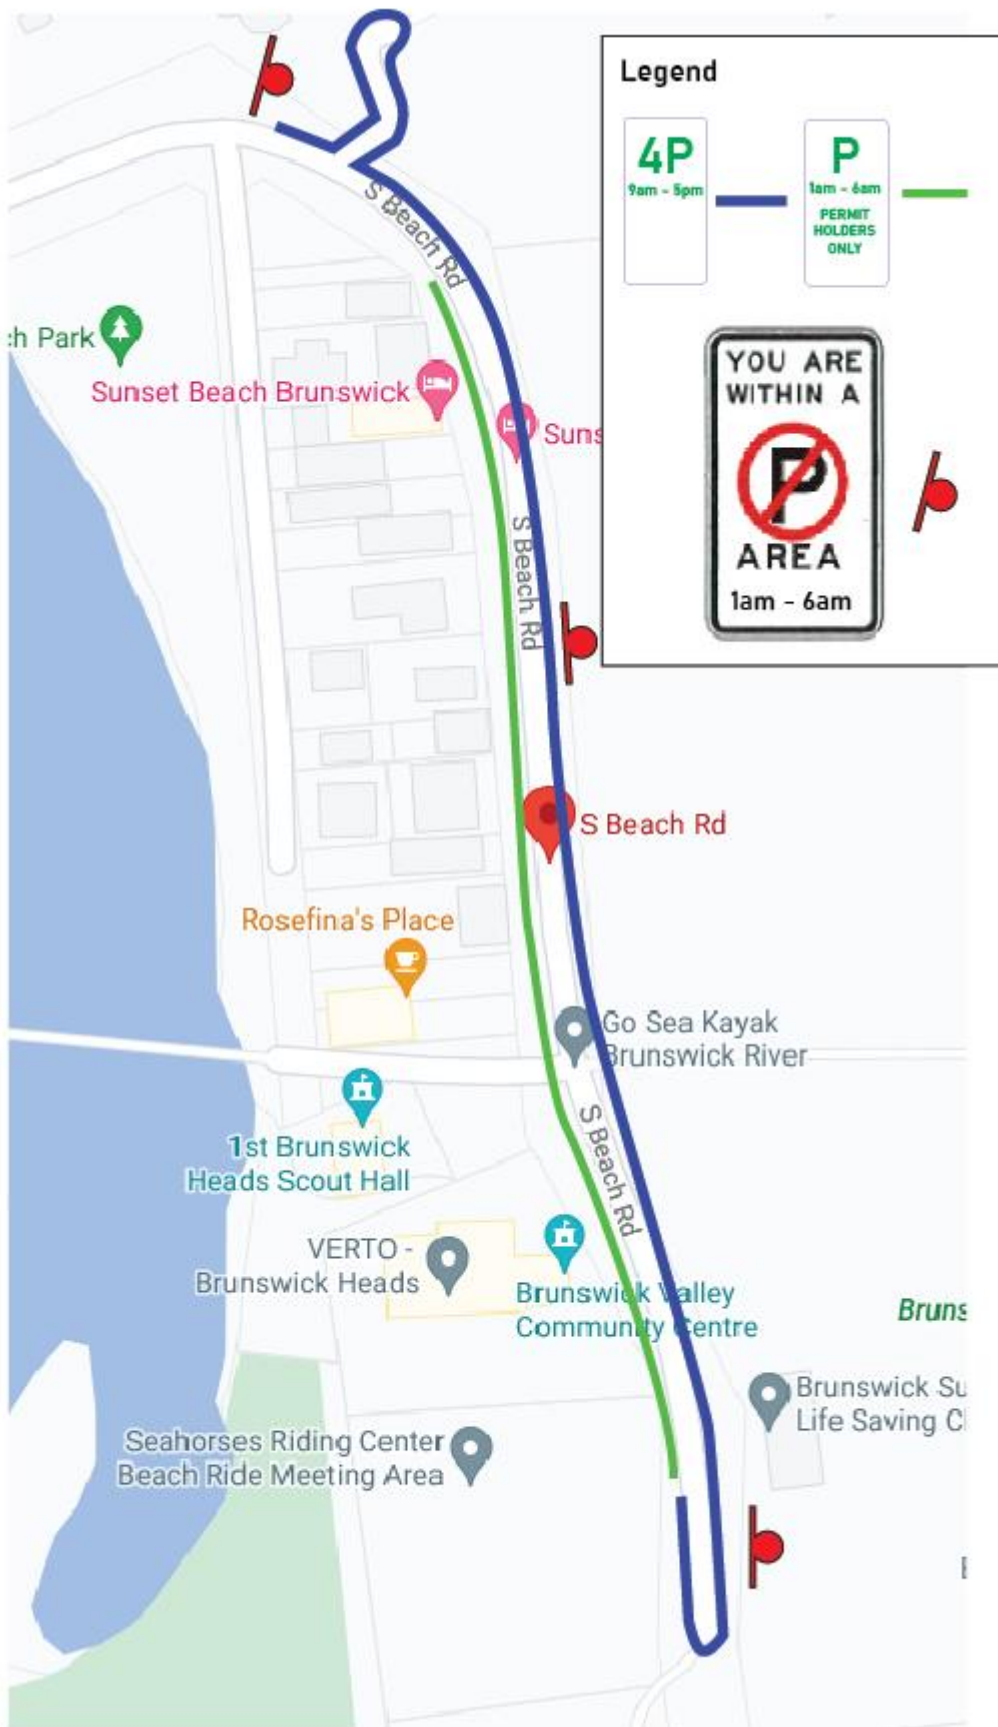 Legend
4P
9am - 5pm
P
1am - 6am
PERMIT
HOLDERS
ONLY
YOU ARE
WITHIN A
P
AREA
1am - 6am
S Beach Rd
ch Park
Sunset Beach Brunswick
Suns
S Beach Rd
S Beach Rd
Rosefina's Place
Go Sea Kayak
Brunswick River
1st Brunswick
Heads Scout Hall
S Beach Rd
VERTO -
Brunswick Heads
Brunswick Valley
Community Centre
Bruns
Brunswick Su
Life Saving Cl
Seahorses Riding Center
Beach Ride Meeting Area